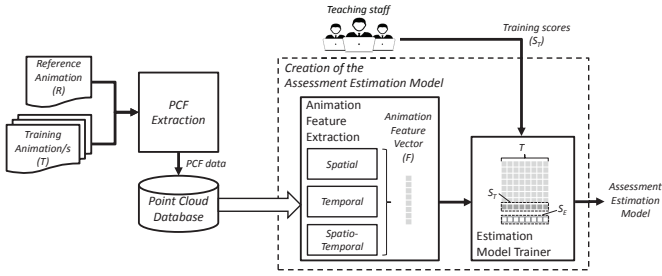 Teaching staff
Training scores
(S_T)
Reference
Animation
(R)
Training
Animation/s
(T)
PCF
Extraction
PCF data
Point Cloud
Database
Creation of the
Assessment Estimation Model
Animation
Feature
Extraction
Spatial
Temporal
Spatio-
Temporal
Animation
Feature
Vector
(F)
T
S_T
S_E
Estimation
Model Trainer
Assessment
Estimation
Model